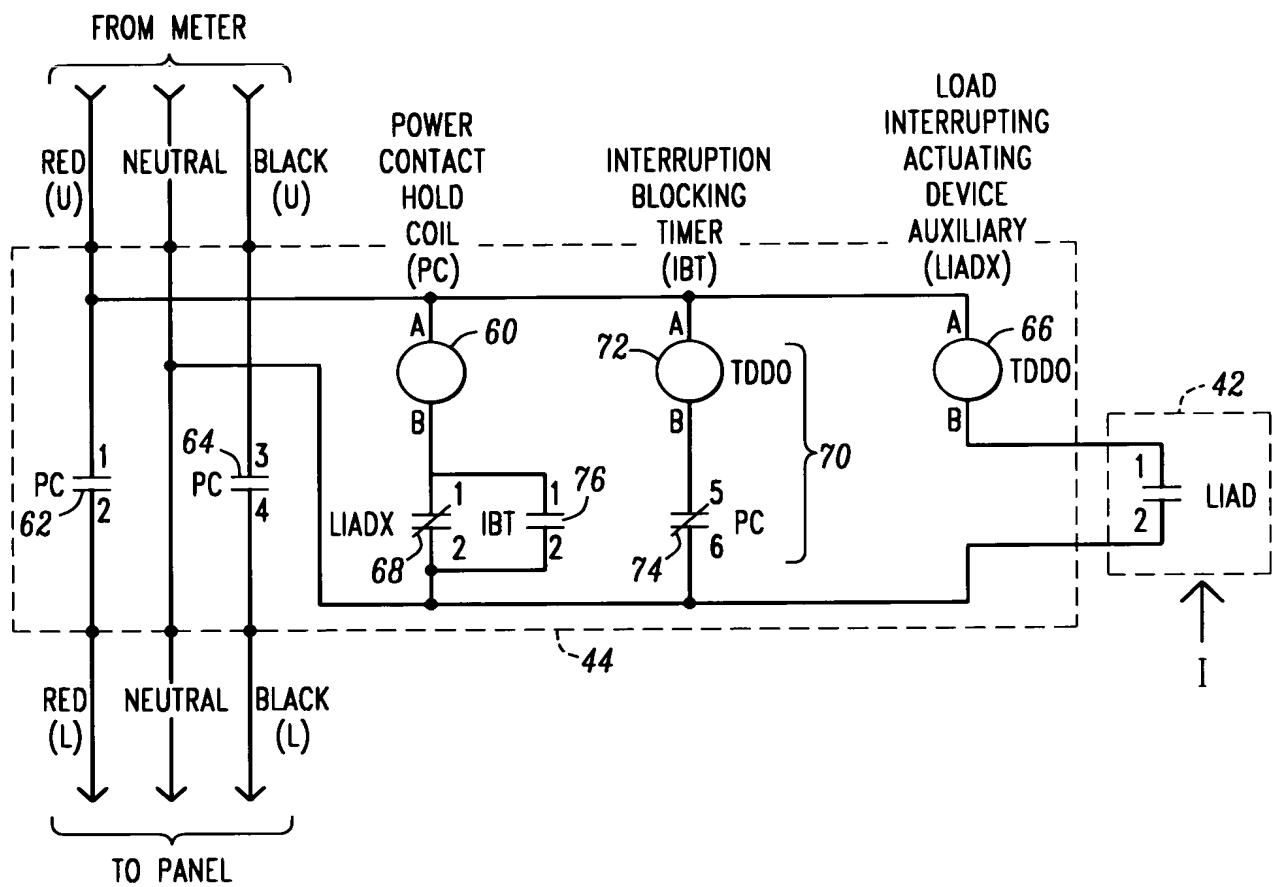 FROM METER
RED
(U)
NEUTRAL
BLACK
(U)
POWER
CONTACT
HOLD
COIL
(PC)
INTERRUPTION
BLOCKING
TIMER
(IBT)
LOAD
INTERRUPTING
ACTUATING
DEVICE
AUXILIARY
(LIADX)
A
60
B
72
A
TDDO
B
70
A
66
TDDO
B
42
1
PC
2
62
64
3
PC
4
1
LIADX
2
68
76
1
IBT
2
5
PC
6
74
1
LIAD
2
44
I
RED
(L)
NEUTRAL
BLACK
(L)
TO PANEL